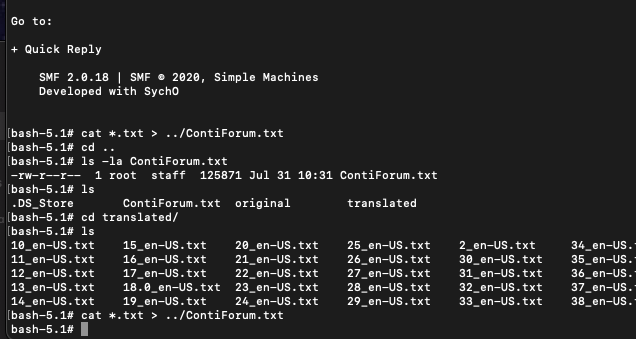 Go to:
+ Quick Reply
SMF 2.0.18 | SMF © 2020, Simple Machines
Developed with SychO
[bash-5.1# cat *.txt > ../ContiForum.txt
[bash-5.1# cd ..
[bash-5.1# ls -la ContiForum.txt
-rw-r--r-- 1 root staff 125871 Jul 31 10:31 ContiForum.txt
[bash-5.1# ls
.DS_Store ContiForum.txt original translated
[bash-5.1# cd translated/
[bash-5.1# ls
10_en-US.txt 15_en-US.txt 20_en-US.txt 25_en-US.txt 2_en-US.txt 34_en-US.
11_en-US.txt 16_en-US.txt 21_en-US.txt 26_en-US.txt 30_en-US.txt 35_en-US.
12_en-US.txt 17_en-US.txt 22_en-US.txt 27_en-US.txt 31_en-US.txt 36_en-US.
13_en-US.txt 18.0_en-US.txt 23_en-US.txt 28_en-US.txt 32_en-US.txt 37_en-US.
14_en-US.txt 19_en-US.txt 24_en-US.txt 29_en-US.txt 33_en-US.txt 38_en-US.
[bash-5.1# cat *.txt > ../ContiForum.txt
bash-5.1#